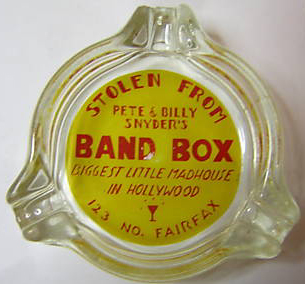 STOLEN FROM
PETE & BILLY
SNYDER'S
BAND BOX
BIGGEST LITTLE MADHOUSE
IN HOLLYWOOD
123 NO. FAIRFAX